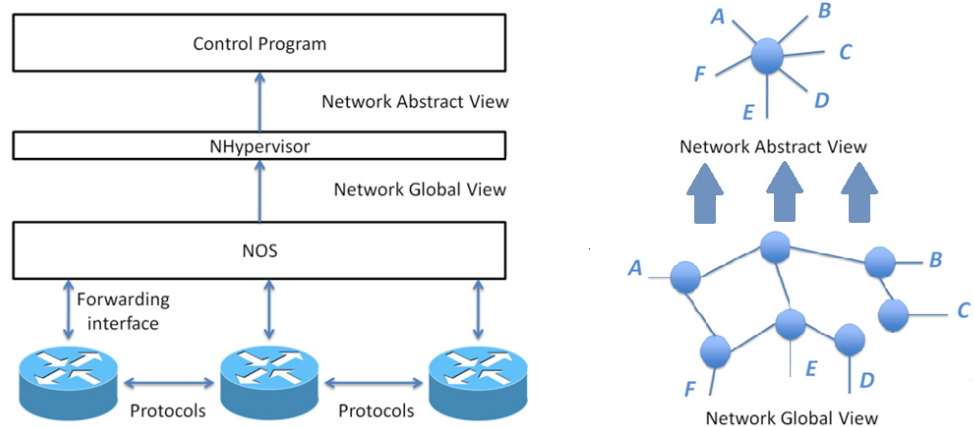 Control Program
Network Abstract View
NHypervisor
Network Global View
NOS
Forwarding
interface
Protocols
Protocols
A
B
C
F
D
E
Network Abstract View
A
B
C
E
D
F
Network Global View